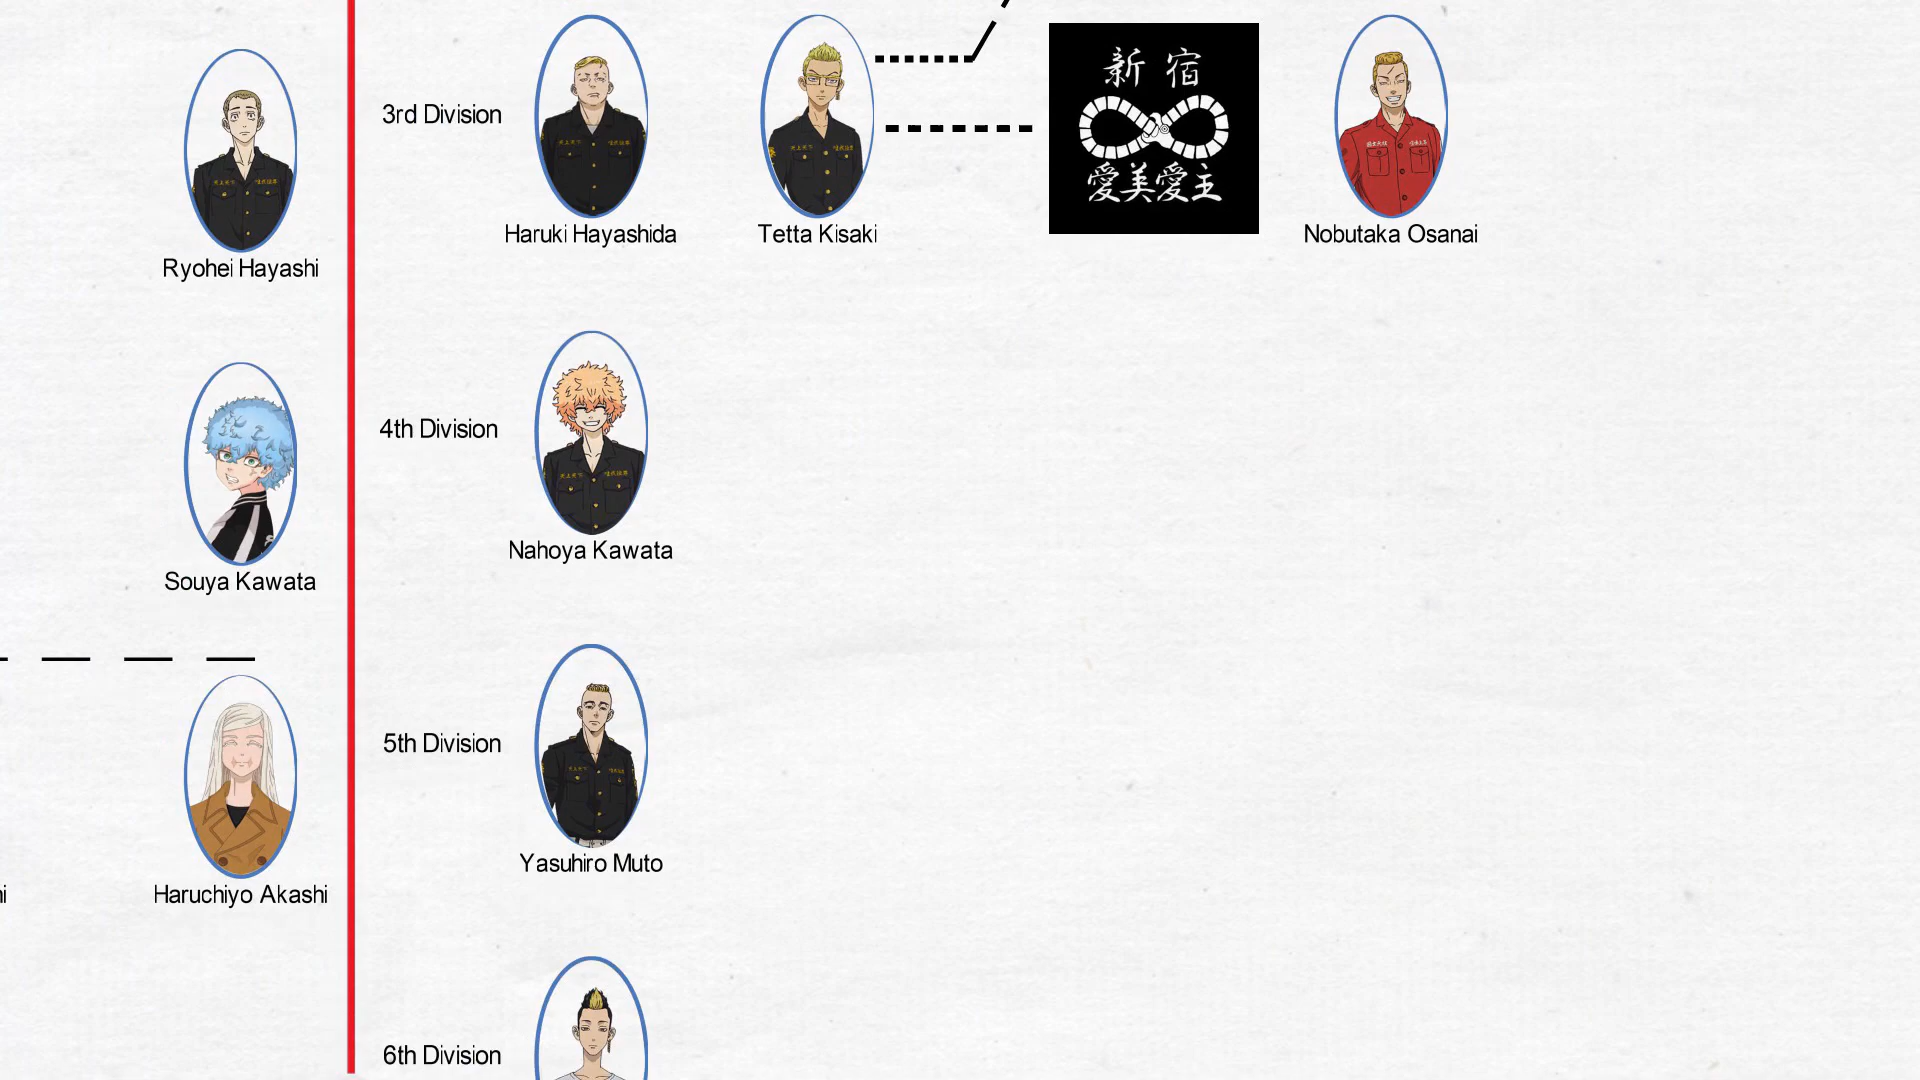 3rd Division
新宿
愛美愛主
Haruki Hayashida
Tetta Kisaki
Nobutaka Osanai
Ryohei Hayashi
4th Division
Nahoya Kawata
Souya Kawata
5th Division
Yasuhiro Muto
Haruchiyo Akashi
6th Division